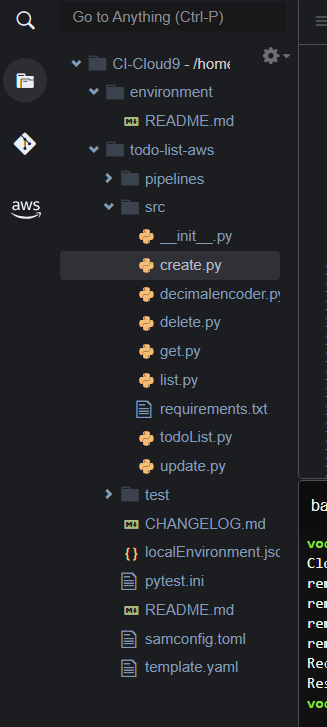 Go to Anything (Ctrl-P)
CI-Cloud9 - /home
environment
README.md
todo-list-aws
pipelines
src
__init__.py
create.py
decimalencoder.py
delete.py
get.py
list.py
requirements.txt
todoList.py
update.py
test
CHANGELOG.md
localEnvironment.jsc
pytest.ini
README.md
samconfig.toml
template.yaml
aws
ba
voc
Clo
rem
rem
rem
rem
Rec
Res
voc